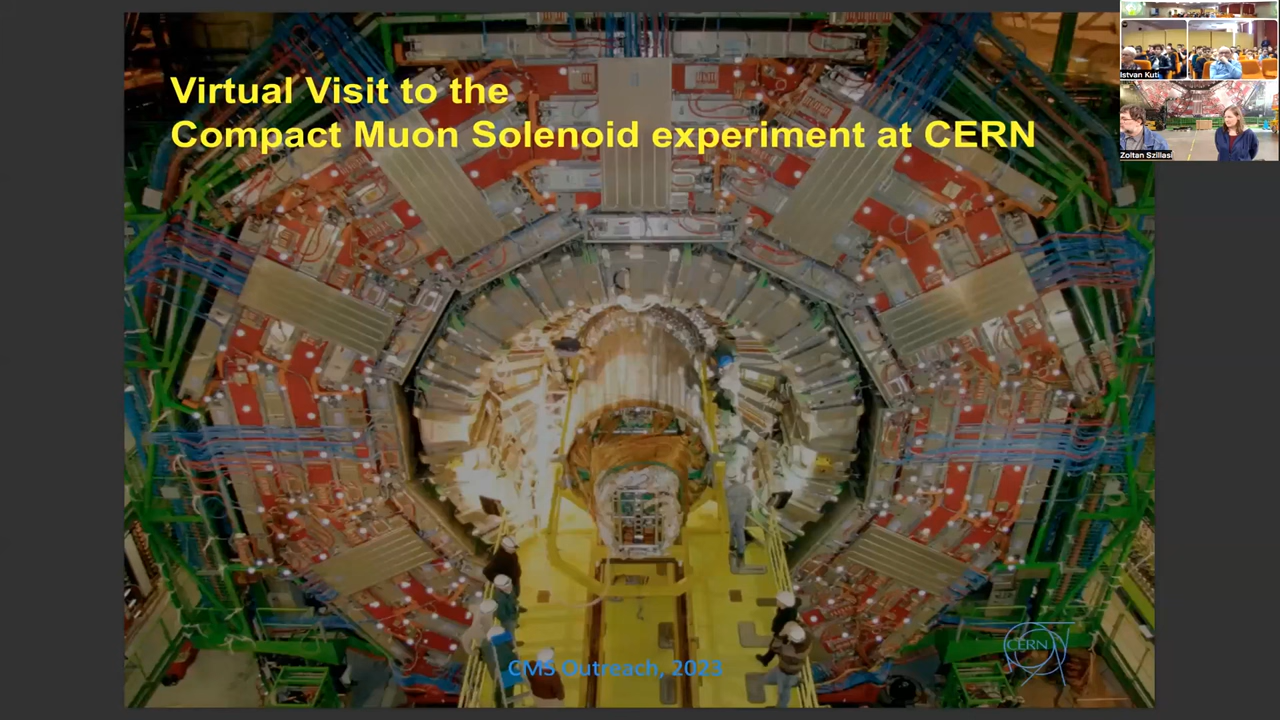 Virtual Visit to the
Compact Muon Solenoid experiment at CERN
Istvan Kuti
Zoltan Szillasi
CERN
CMS Outreach, 2023